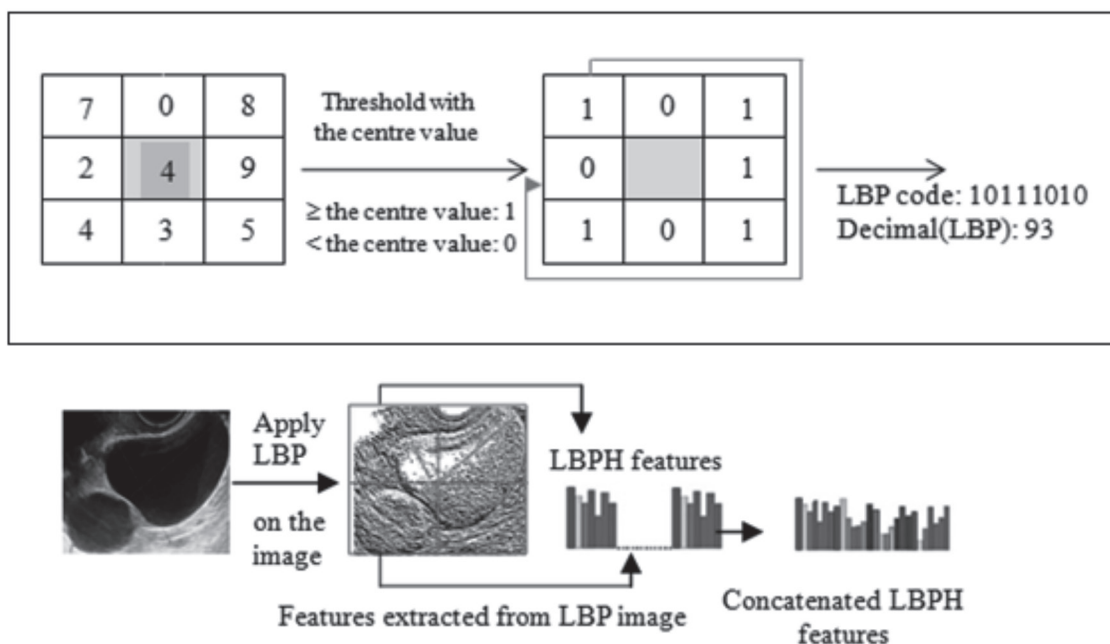 7 0 8
2 4 9
4 3 5
Threshold with
the centre value
≥ the centre value: 1
< the centre value: 0
1 0 1
0 1
1 0 1
LBP code: 10111010
Decimal(LBP): 93
Apply
LBP
on the
image
LBPH features
Features extracted from LBP image
Concatenated LBPH
features